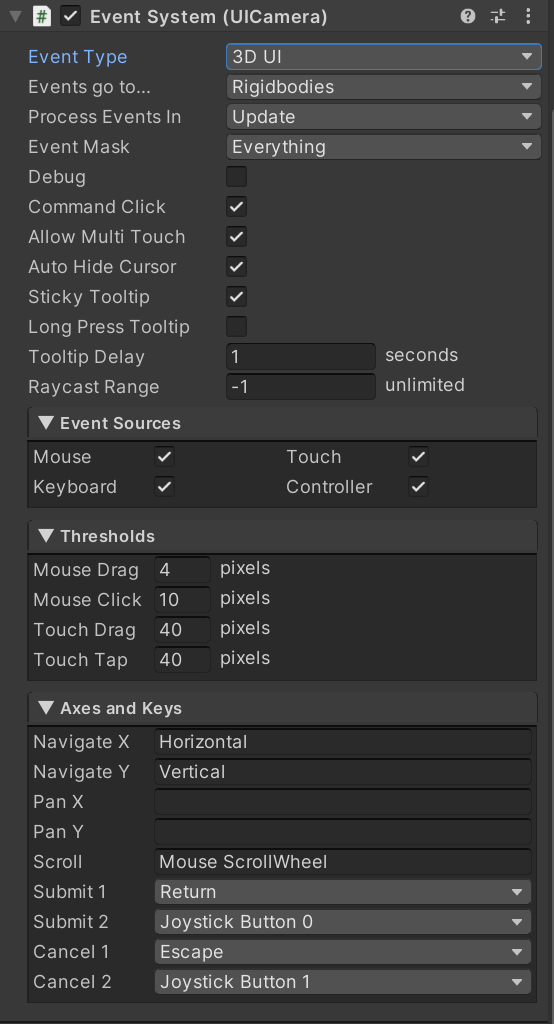 Event System (UICamera)
Event Type 3D UI
Events go to... Rigidbodies
Process Events In Update
Event Mask Everything
Debug
Command Click
Allow Multi Touch
Auto Hide Cursor
Sticky Tooltip
Long Press Tooltip
Tooltip Delay 1 seconds
Raycast Range -1 unlimited
Event Sources
Mouse Touch
Keyboard Controller
Thresholds
Mouse Drag 4 pixels
Mouse Click 10 pixels
Touch Drag 40 pixels
Touch Tap 40 pixels
Axes and Keys
Navigate X Horizontal
Navigate Y Vertical
Pan X
Pan Y
Scroll Mouse ScrollWheel
Submit 1 Return
Submit 2 Joystick Button 0
Cancel 1 Escape
Cancel 2 Joystick Button 1